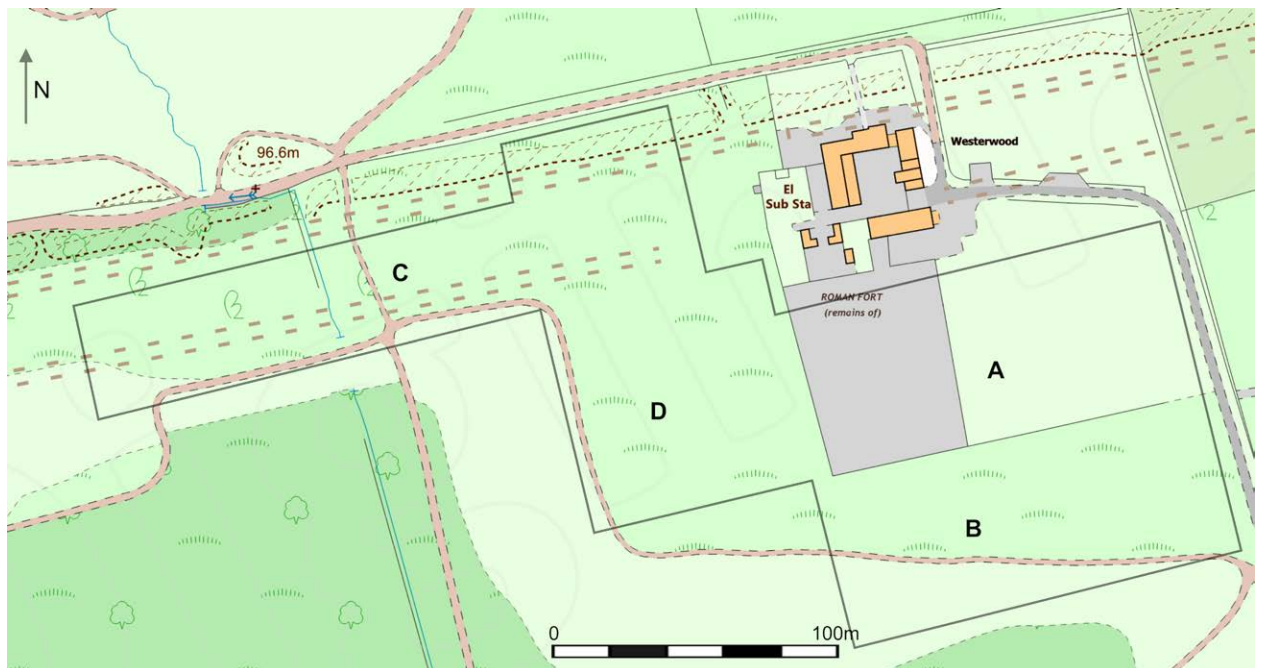 N
96.6m
Westerwood
El
Sub Sta
C
ROMAN FORT
(remains of)
A
D
B
0 100m